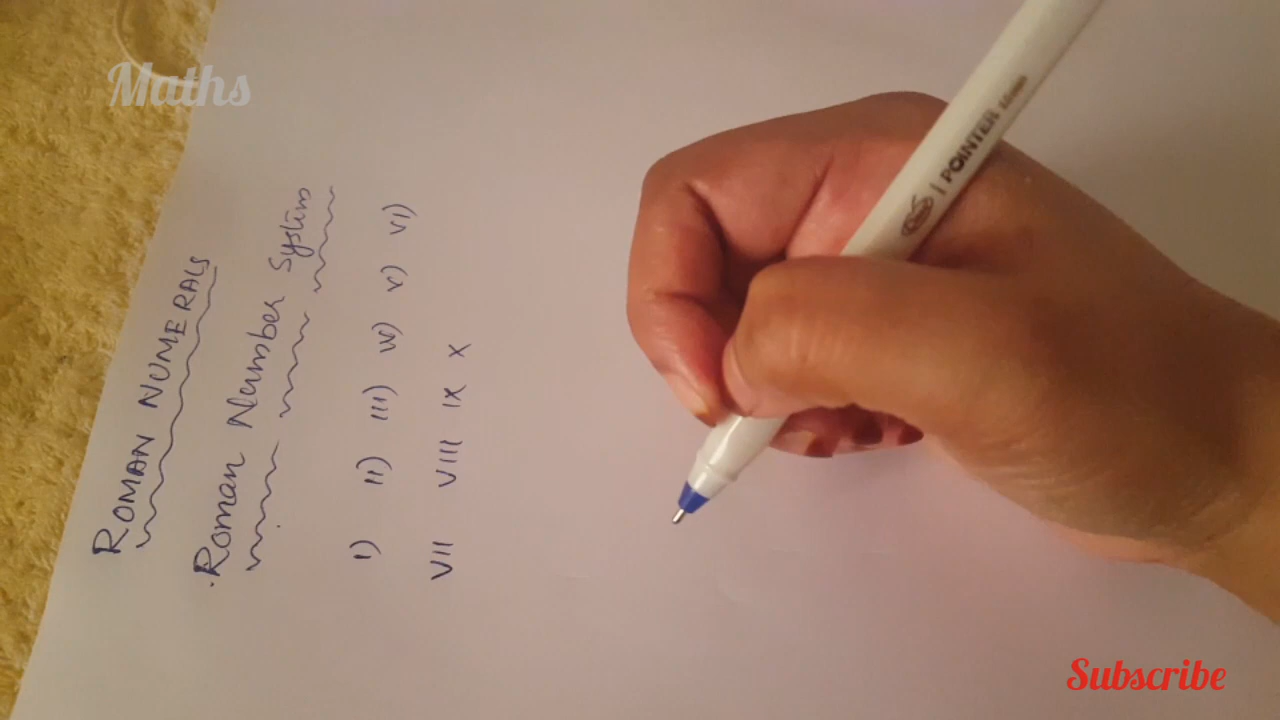 Maths
ROMAN NUMERALS
Roman Number System
I) II) III) IV) V) VI)
VII VIII IX X
POINTER
Subscribe